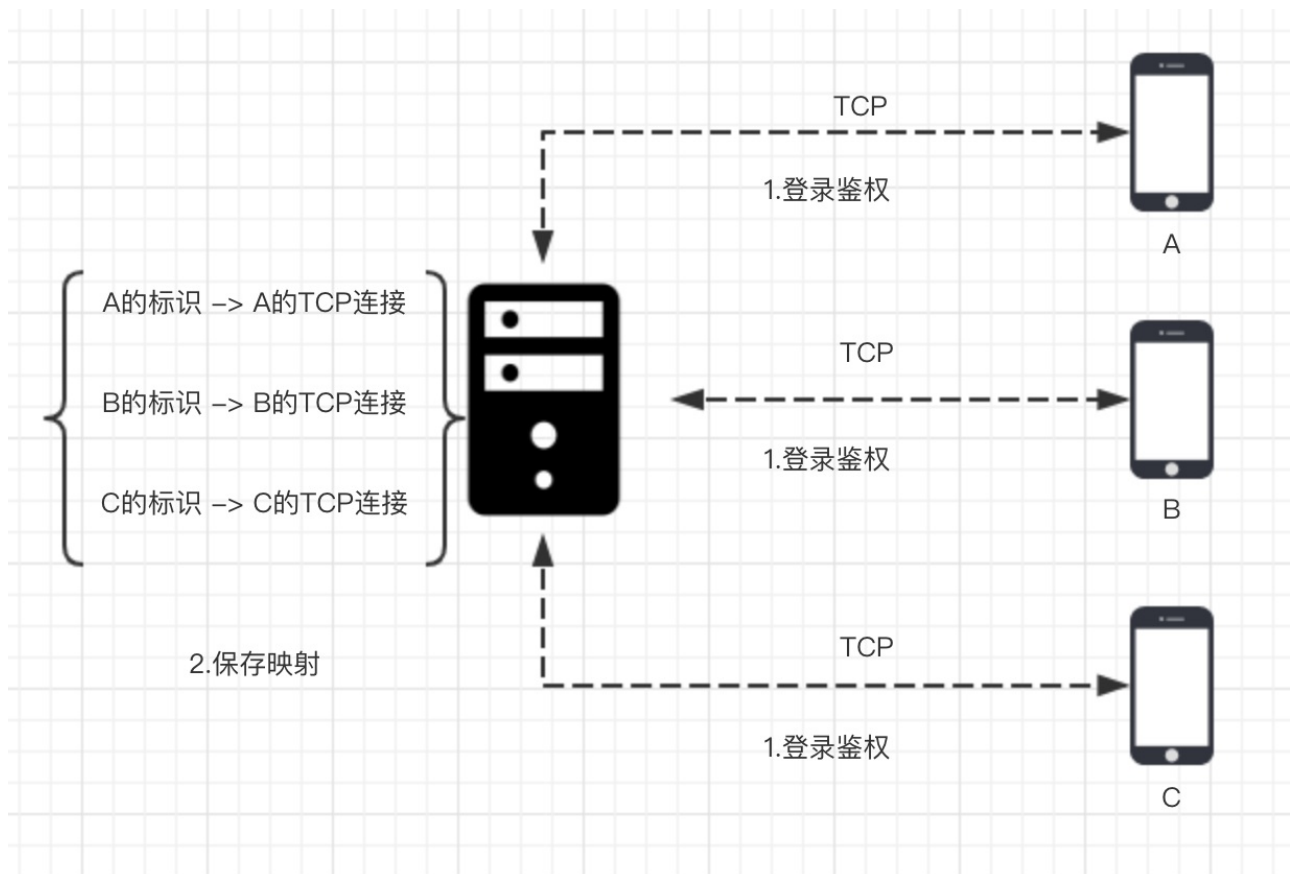 TCP
1.登录鉴权
A
A的标识 –> A的TCP连接
B的标识 –> B的TCP连接
C的标识 –> C的TCP连接
TCP
1.登录鉴权
B
2.保存映射
TCP
1.登录鉴权
C